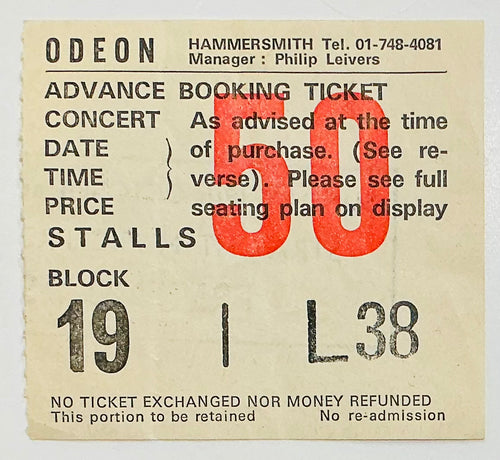 ODEON HAMMERSMITH Tel. 01-748-4081
Manager : Philip Leivers
ADVANCE BOOKING TICKET
CONCERT As advised at the time
DATE of purchase. (See re-
TIME verse). Please see full
PRICE seating plan on display
50
STALLS
BLOCK
19 | L 38
NO TICKET EXCHANGED NOR MONEY REFUNDED
This portion to be retained No re-admission